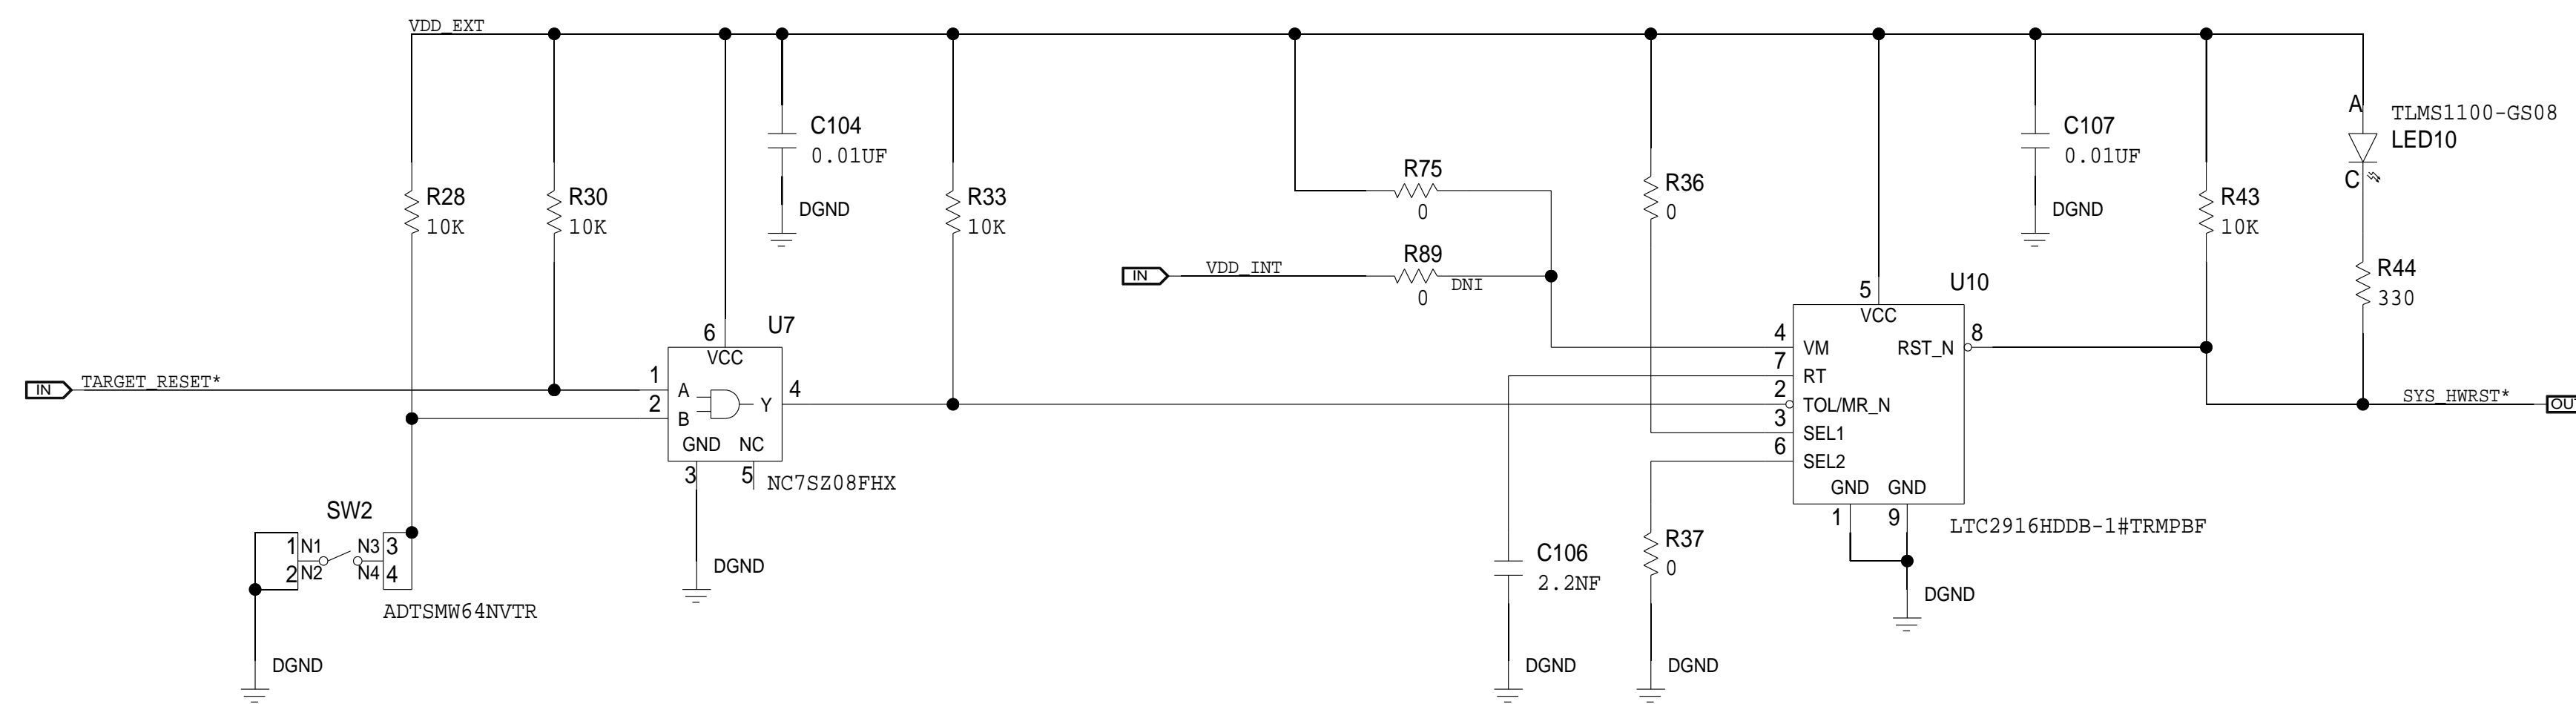 VDD_EXT
R28
10K
R30
10K
C104
0.01UF
DGND
R33
10K
R75
0
R89
0
DNI
IN
VDD_INT
R36
0
C107
0.01UF
DGND
R43
10K
A
TLMS1100-GS08
LED10
C
R44
330
IN
TARGET_RESET*
U7
6
VCC
1
A
2
B
4
Y
GND
NC
3
5
NC7SZ08FHX
DGND
SW2
1
N1
N3
3
2
N2
N4
4
ADTSMW64NVTR
DGND
U10
5
VCC
4
VM
7
RT
2
TOL/MR_N
3
SEL1
6
SEL2
RST_N
8
GND
GND
1
9
LTC2916HDDB-1#TRMPBF
DGND
C106
2.2NF
DGND
R37
0
DGND
SYS_HWRST*